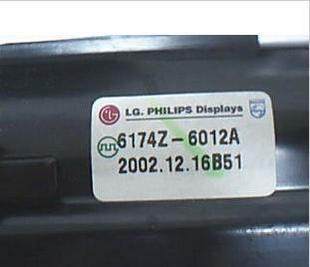 LG. PHILIPS Displays
6174Z-6012A
2002.12.16B51